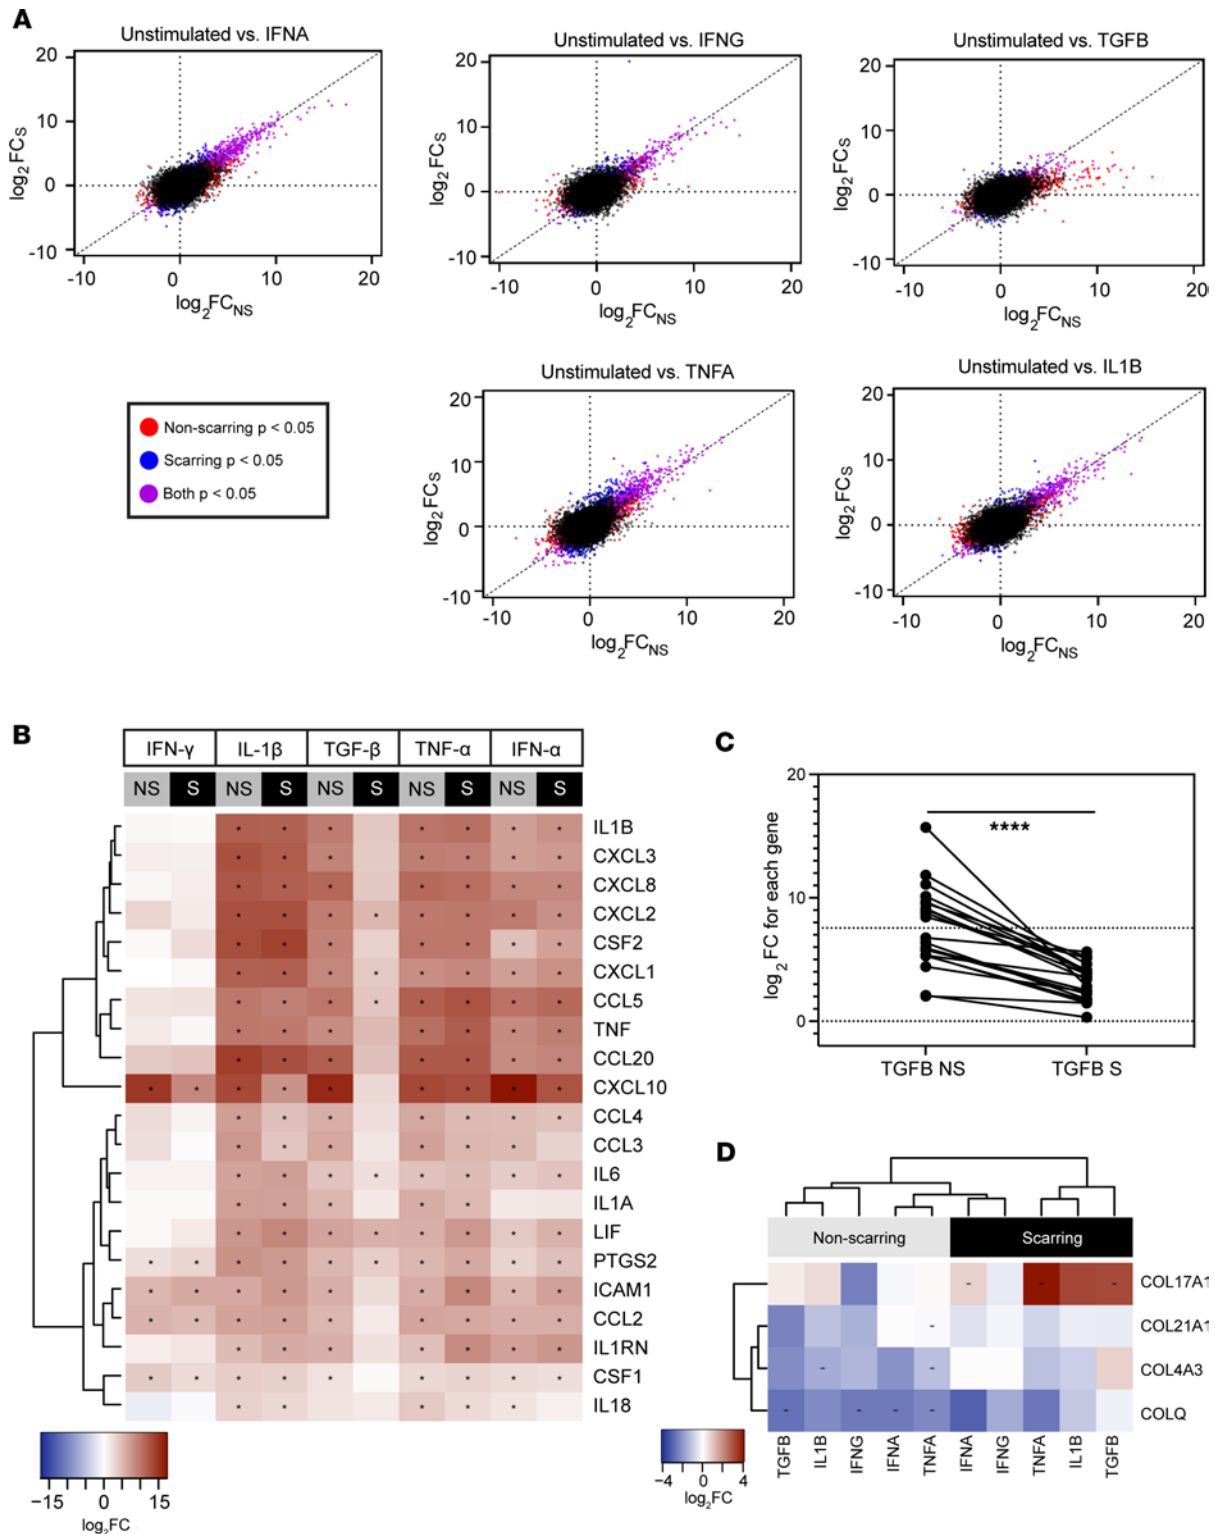 A
Unstimulated vs. IFNA
20
10
0
-10
log2FCS
-10
0
10
20
log2FCNS
Unstimulated vs. IFNG
20
10
0
-10
log2FCS
-10
0
10
20
log2FCNS
Unstimulated vs. TGFB
20
10
0
-10
log2FCS
-10
0
10
20
log2FCNS
Non-scarring p < 0.05
Scarring p < 0.05
Both p < 0.05
Unstimulated vs. TNFA
20
10
0
-10
log2FCS
-10
0
10
20
log2FCNS
Unstimulated vs. IL1B
20
10
0
-10
log2FCS
-10
0
10
20
log2FCNS
B
IFN-γ IL-1β TGF-β TNF-α IFN-α
NS S NS S NS S NS S NS S
IL1B
CXCL3
CXCL8
CXCL2
CSF2
CXCL1
CCL5
TNF
CCL20
CXCL10
CCL4
CCL3
IL6
IL1A
LIF
PTGS2
ICAM1
CCL2
IL1RN
CSF1
IL18
−15 0 15
log2FC
C
20
10
0
log2 FC for each gene
****
TGFB NS
TGFB S
D
Non-scarring Scarring
COL17A1
COL21A1
COL4A3
COLQ
TGFB IL1B IFNG IFNA TNFA IFNA IFNG TNFA IL1B TGFB
−4 0 4
log2FC